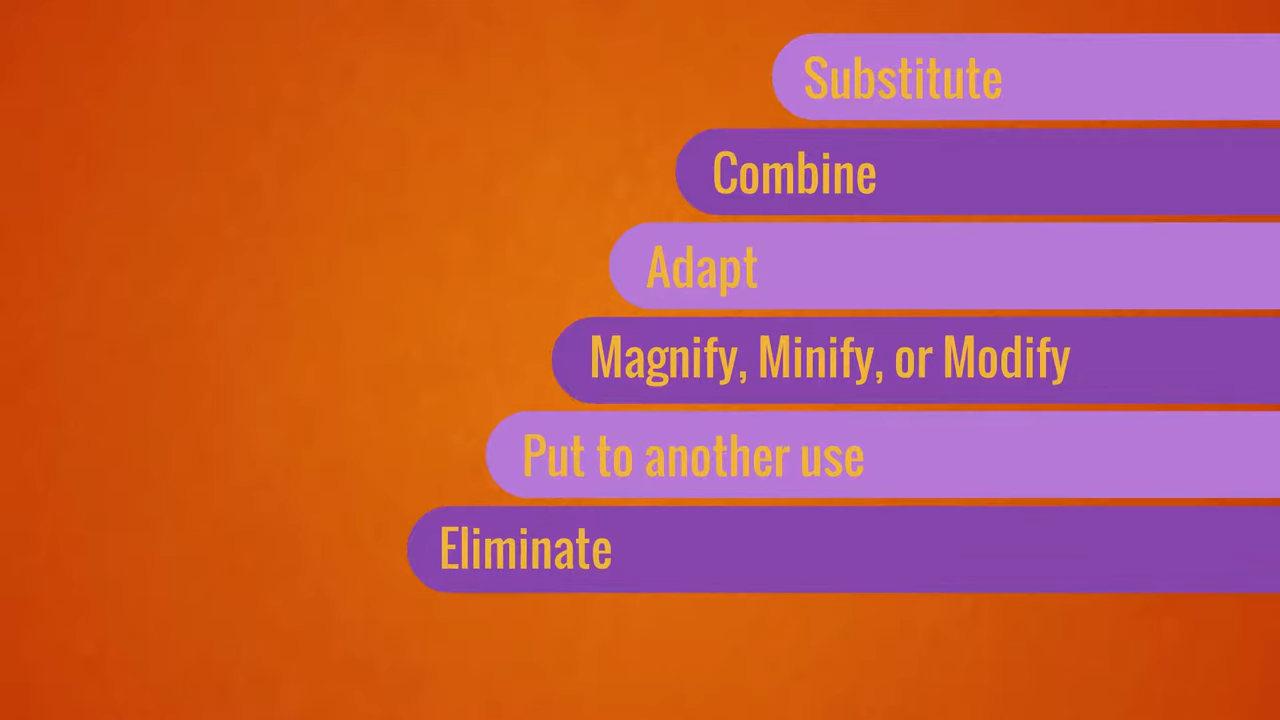 Substitute
Combine
Adapt
Magnify, Minify, or Modify
Put to another use
Eliminate